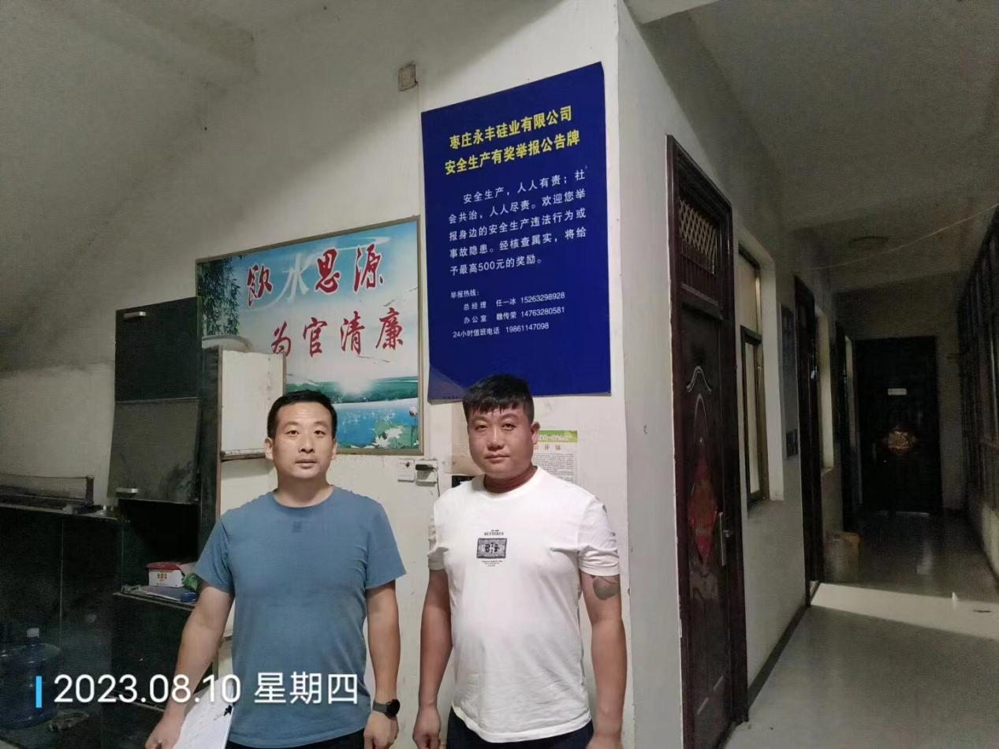 枣庄永丰硅业有限公司
安全生产有奖举报公告牌
安全生产，人人有责；社
会共治，人人尽责。欢迎您举
报身边的安全生产违法行为或
事故隐患。经核查属实，将给
予最高500元的奖励。
举报热线：
总经理 任一冰 15263298928
办公室 魏传荣 14763280581
24小时值班电话 19861147098
飲水思源
为官清廉
2023.08.10 星期四